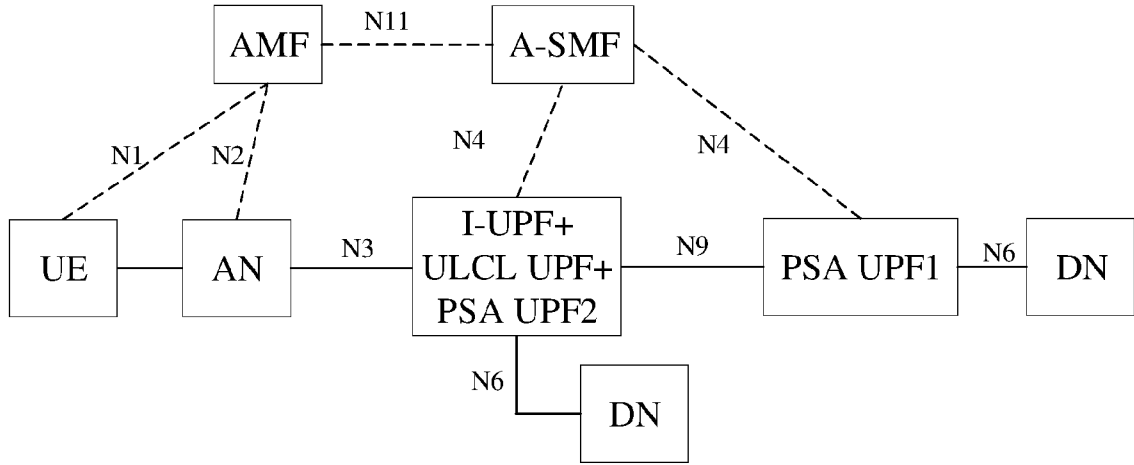 N11
AMF
A-SMF
N1
N2
N4
N4
UE
AN
N3
I-UPF+
ULCL UPF+
PSA UPF2
N9
PSA UPF1
N6
DN
N6
DN